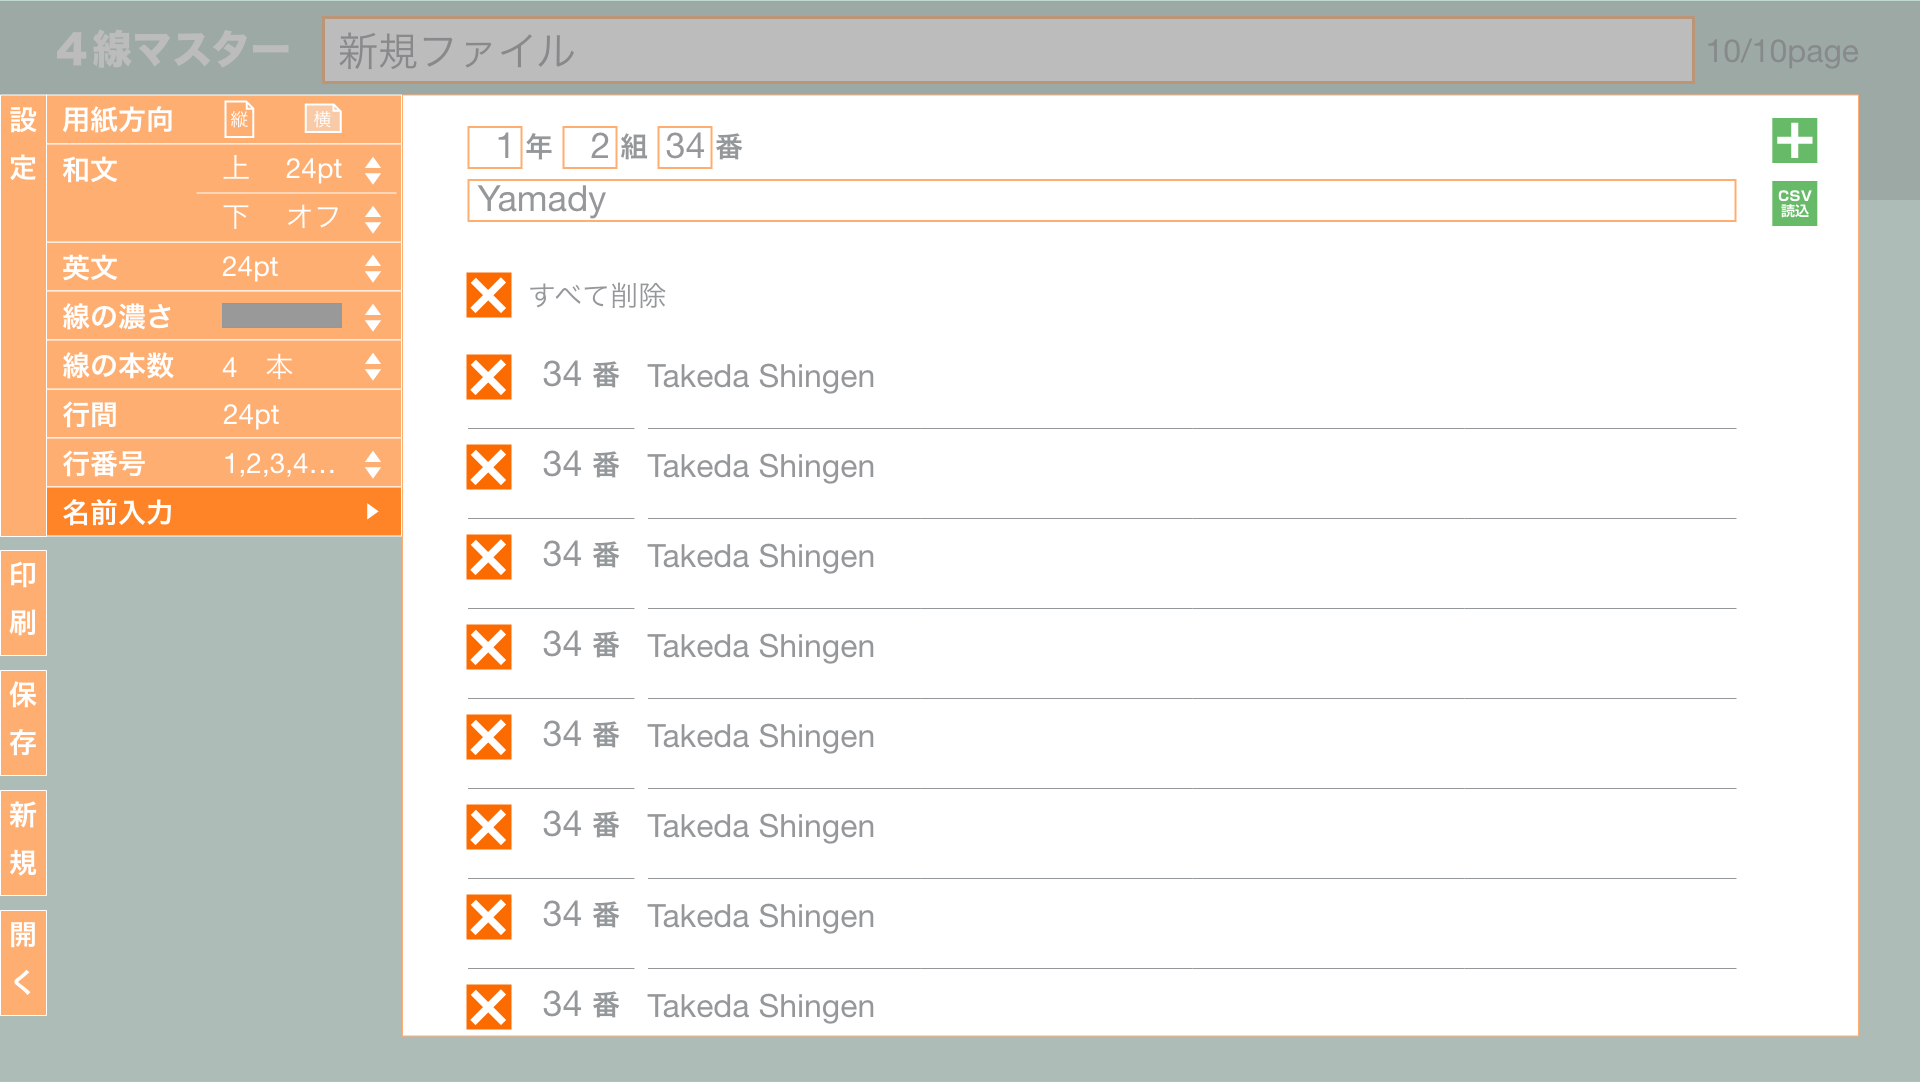 4線マスター 新規ファイル 10/10page
設定
用紙方向 縦 横
和文 上 24pt
下 オフ
英文 24pt
線の濃さ
線の本数 4 本
行間 24pt
行番号 1,2,3,4…
名前入力
印刷
保存
新規
開く
1年 2組 34番
Yamady
CSV
読込
すべて削除
34 番 Takeda Shingen
34 番 Takeda Shingen
34 番 Takeda Shingen
34 番 Takeda Shingen
34 番 Takeda Shingen
34 番 Takeda Shingen
34 番 Takeda Shingen
34 番 Takeda Shingen